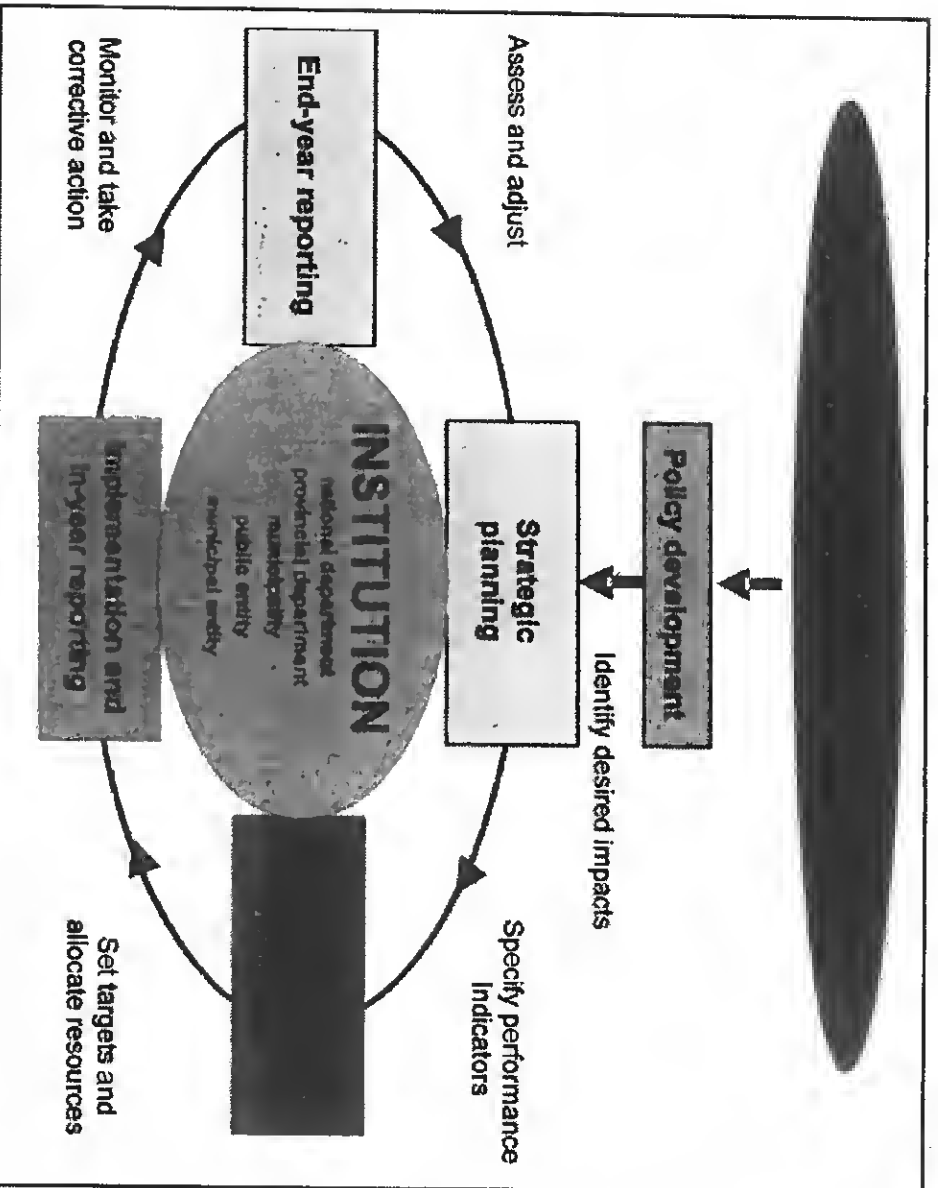 Policy development
Identify desired impacts
Assess and adjust
Strategic
planning
Specify performance
Indicators
End-year reporting
INSTITUTION
national department
provincial department
municipality
public entity
municipal entity
Monitor and take
corrective action
Implementation and
in-year reporting
Set targets and
allocate resources